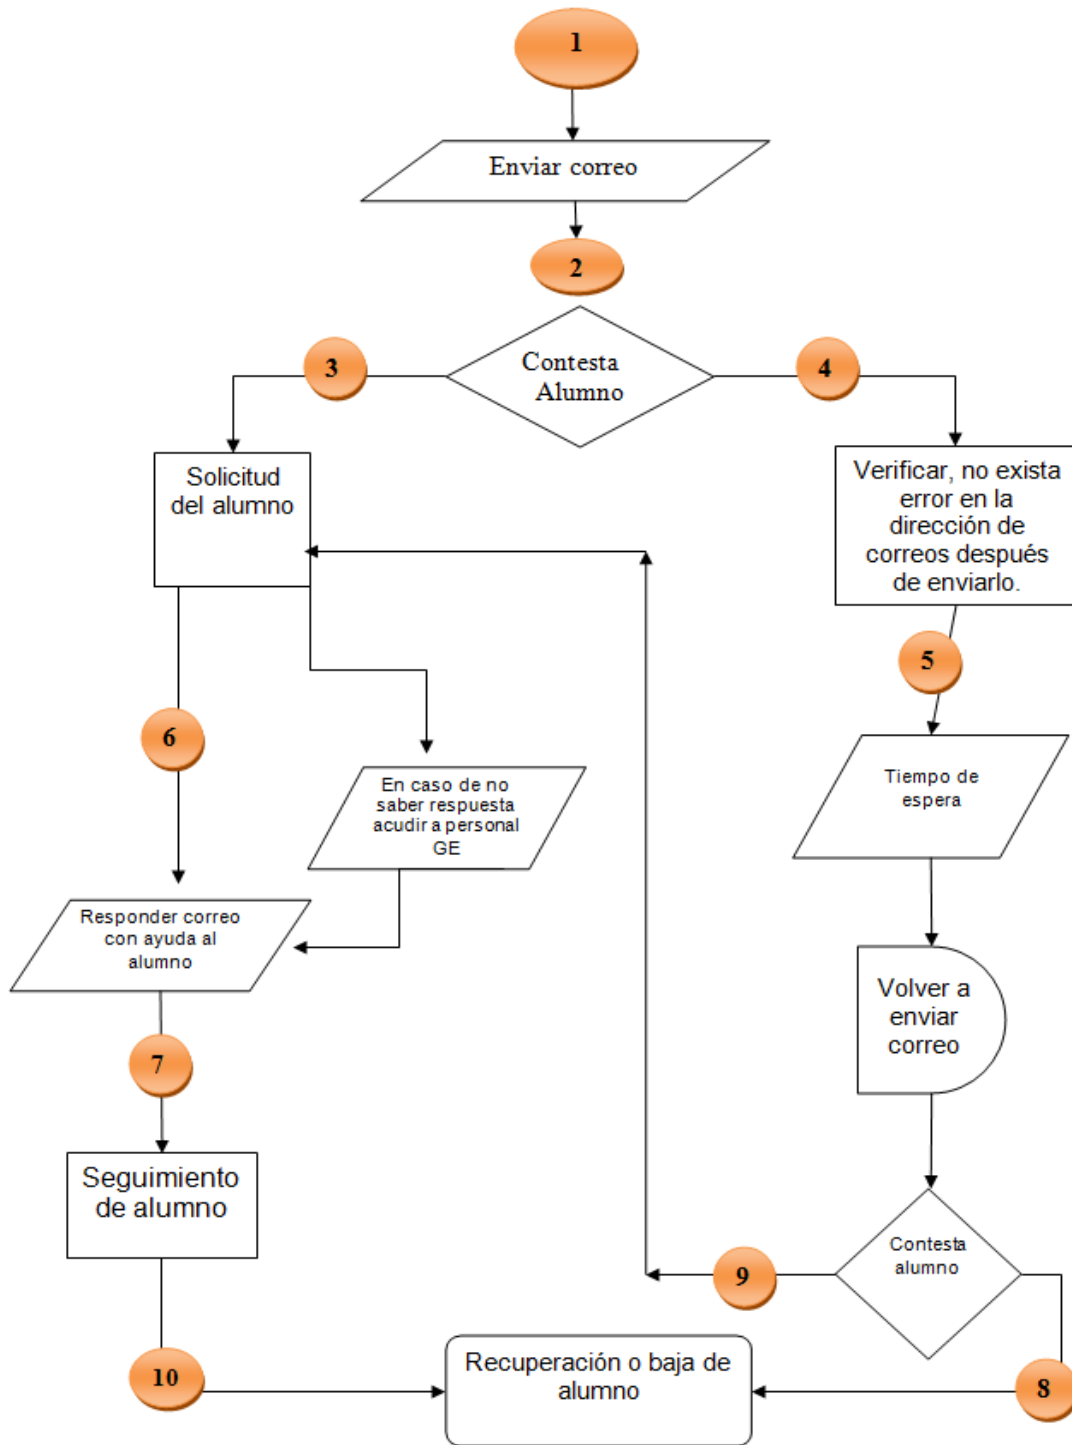 1
Enviar correo
2
3
Contesta
Alumno
4
Solicitud
del alumno
Verificar, no exista
error en la
dirección de
correos después
de enviarlo.
5
6
En caso de no
saber respuesta
acudir a personal
GE
Tiempo de
espera
Responder correo
con ayuda al
alumno
Volver a
enviar
correo
7
Seguimiento
de alumno
Contesta
alumno
9
10
Recuperación o baja de
alumno
8